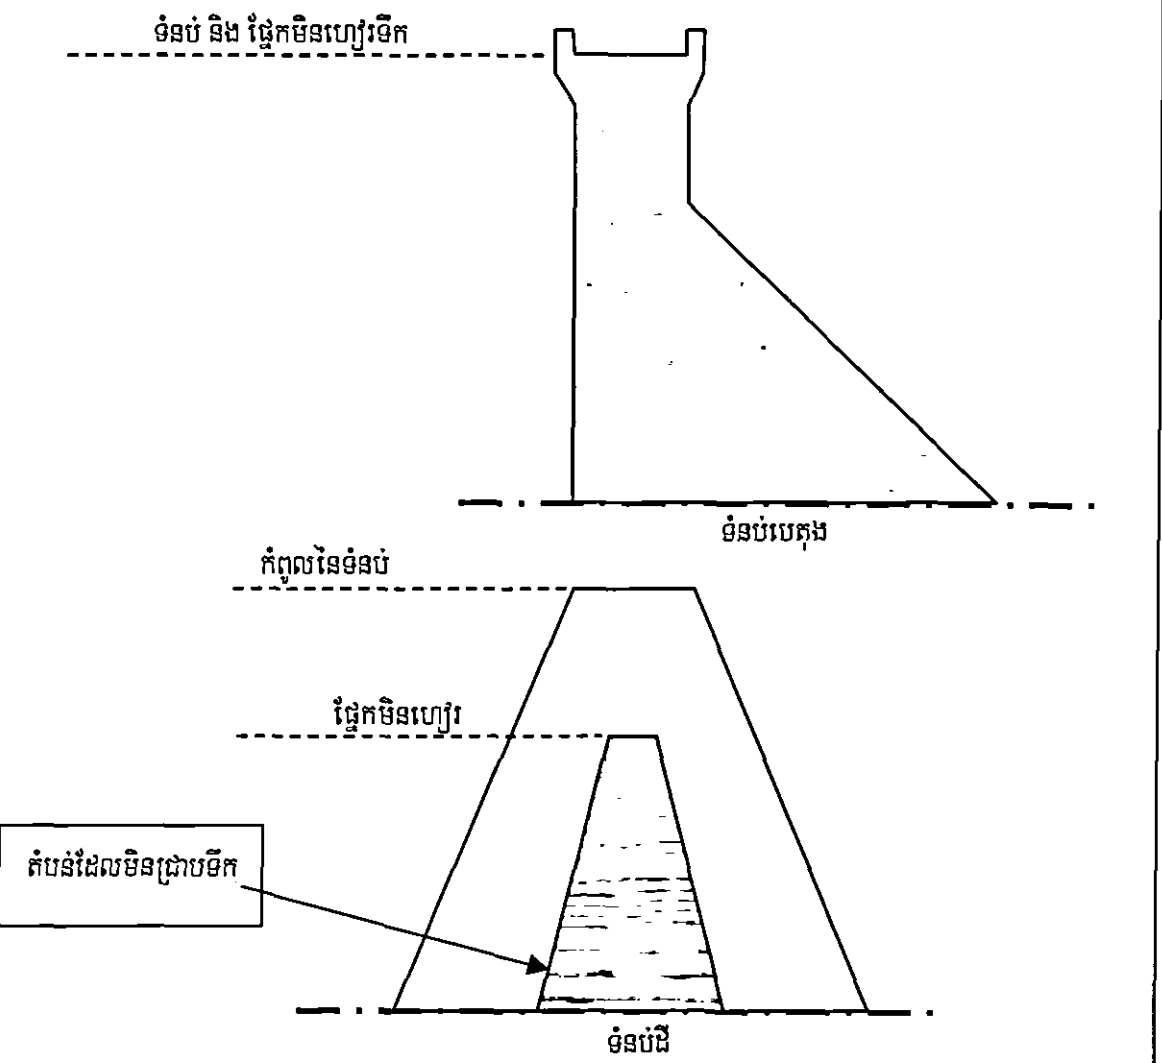 ទំនប់ និង ផ្នែកមិនហៀរទឹក
ទំនប់បេតុង
កំពូលនៃទំនប់
ផ្នែកមិនហៀរ
តំបន់ដែលមិនជ្រាបទឹក
ទំនប់ដី